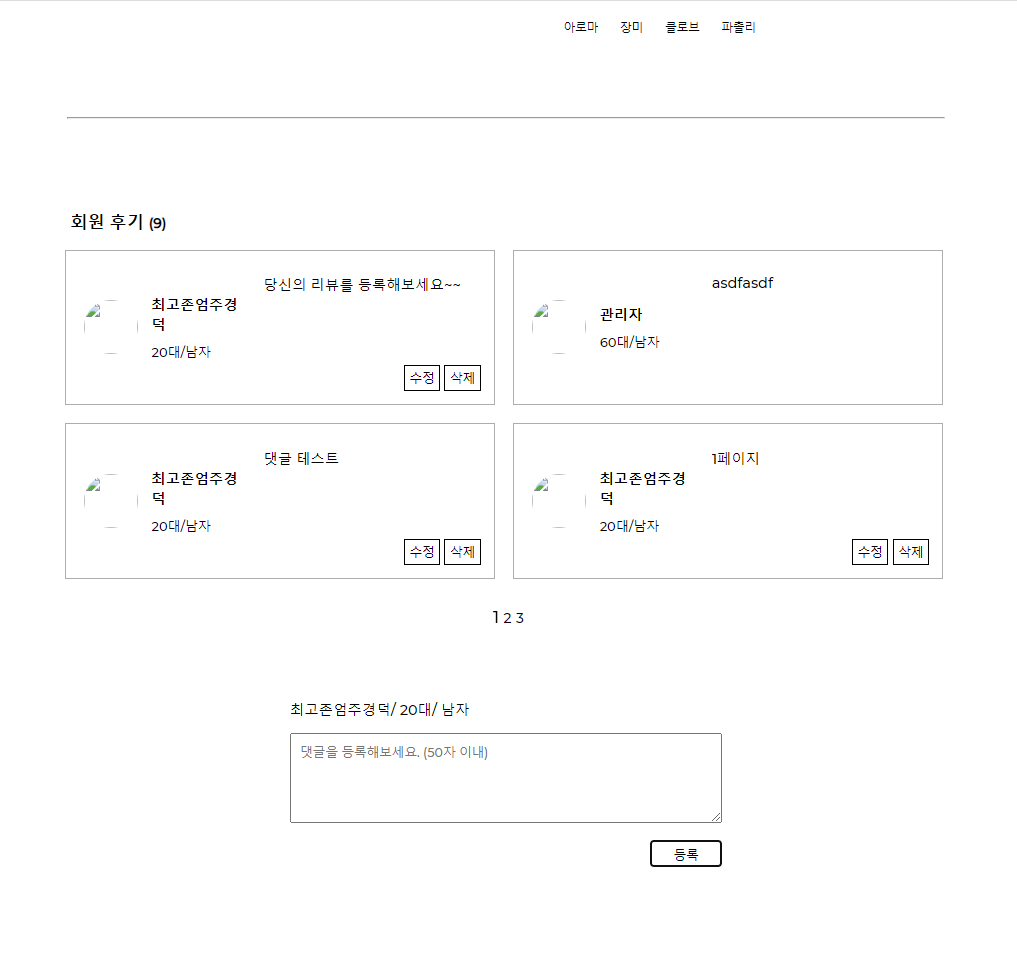 아로마 장미 클로브 파출리
회원 후기 (9)
당신의 리뷰를 등록해보세요~~
최고존엄주경
덕
20대/남자
수정 삭제
asdfasdf
관리자
60대/남자
댓글 테스트
최고존엄주경
덕
20대/남자
수정 삭제
1페이지
최고존엄주경
덕
20대/남자
수정 삭제
1 2 3
최고존엄주경덕/ 20대/ 남자
댓글을 등록해보세요. (50자 이내)
등록